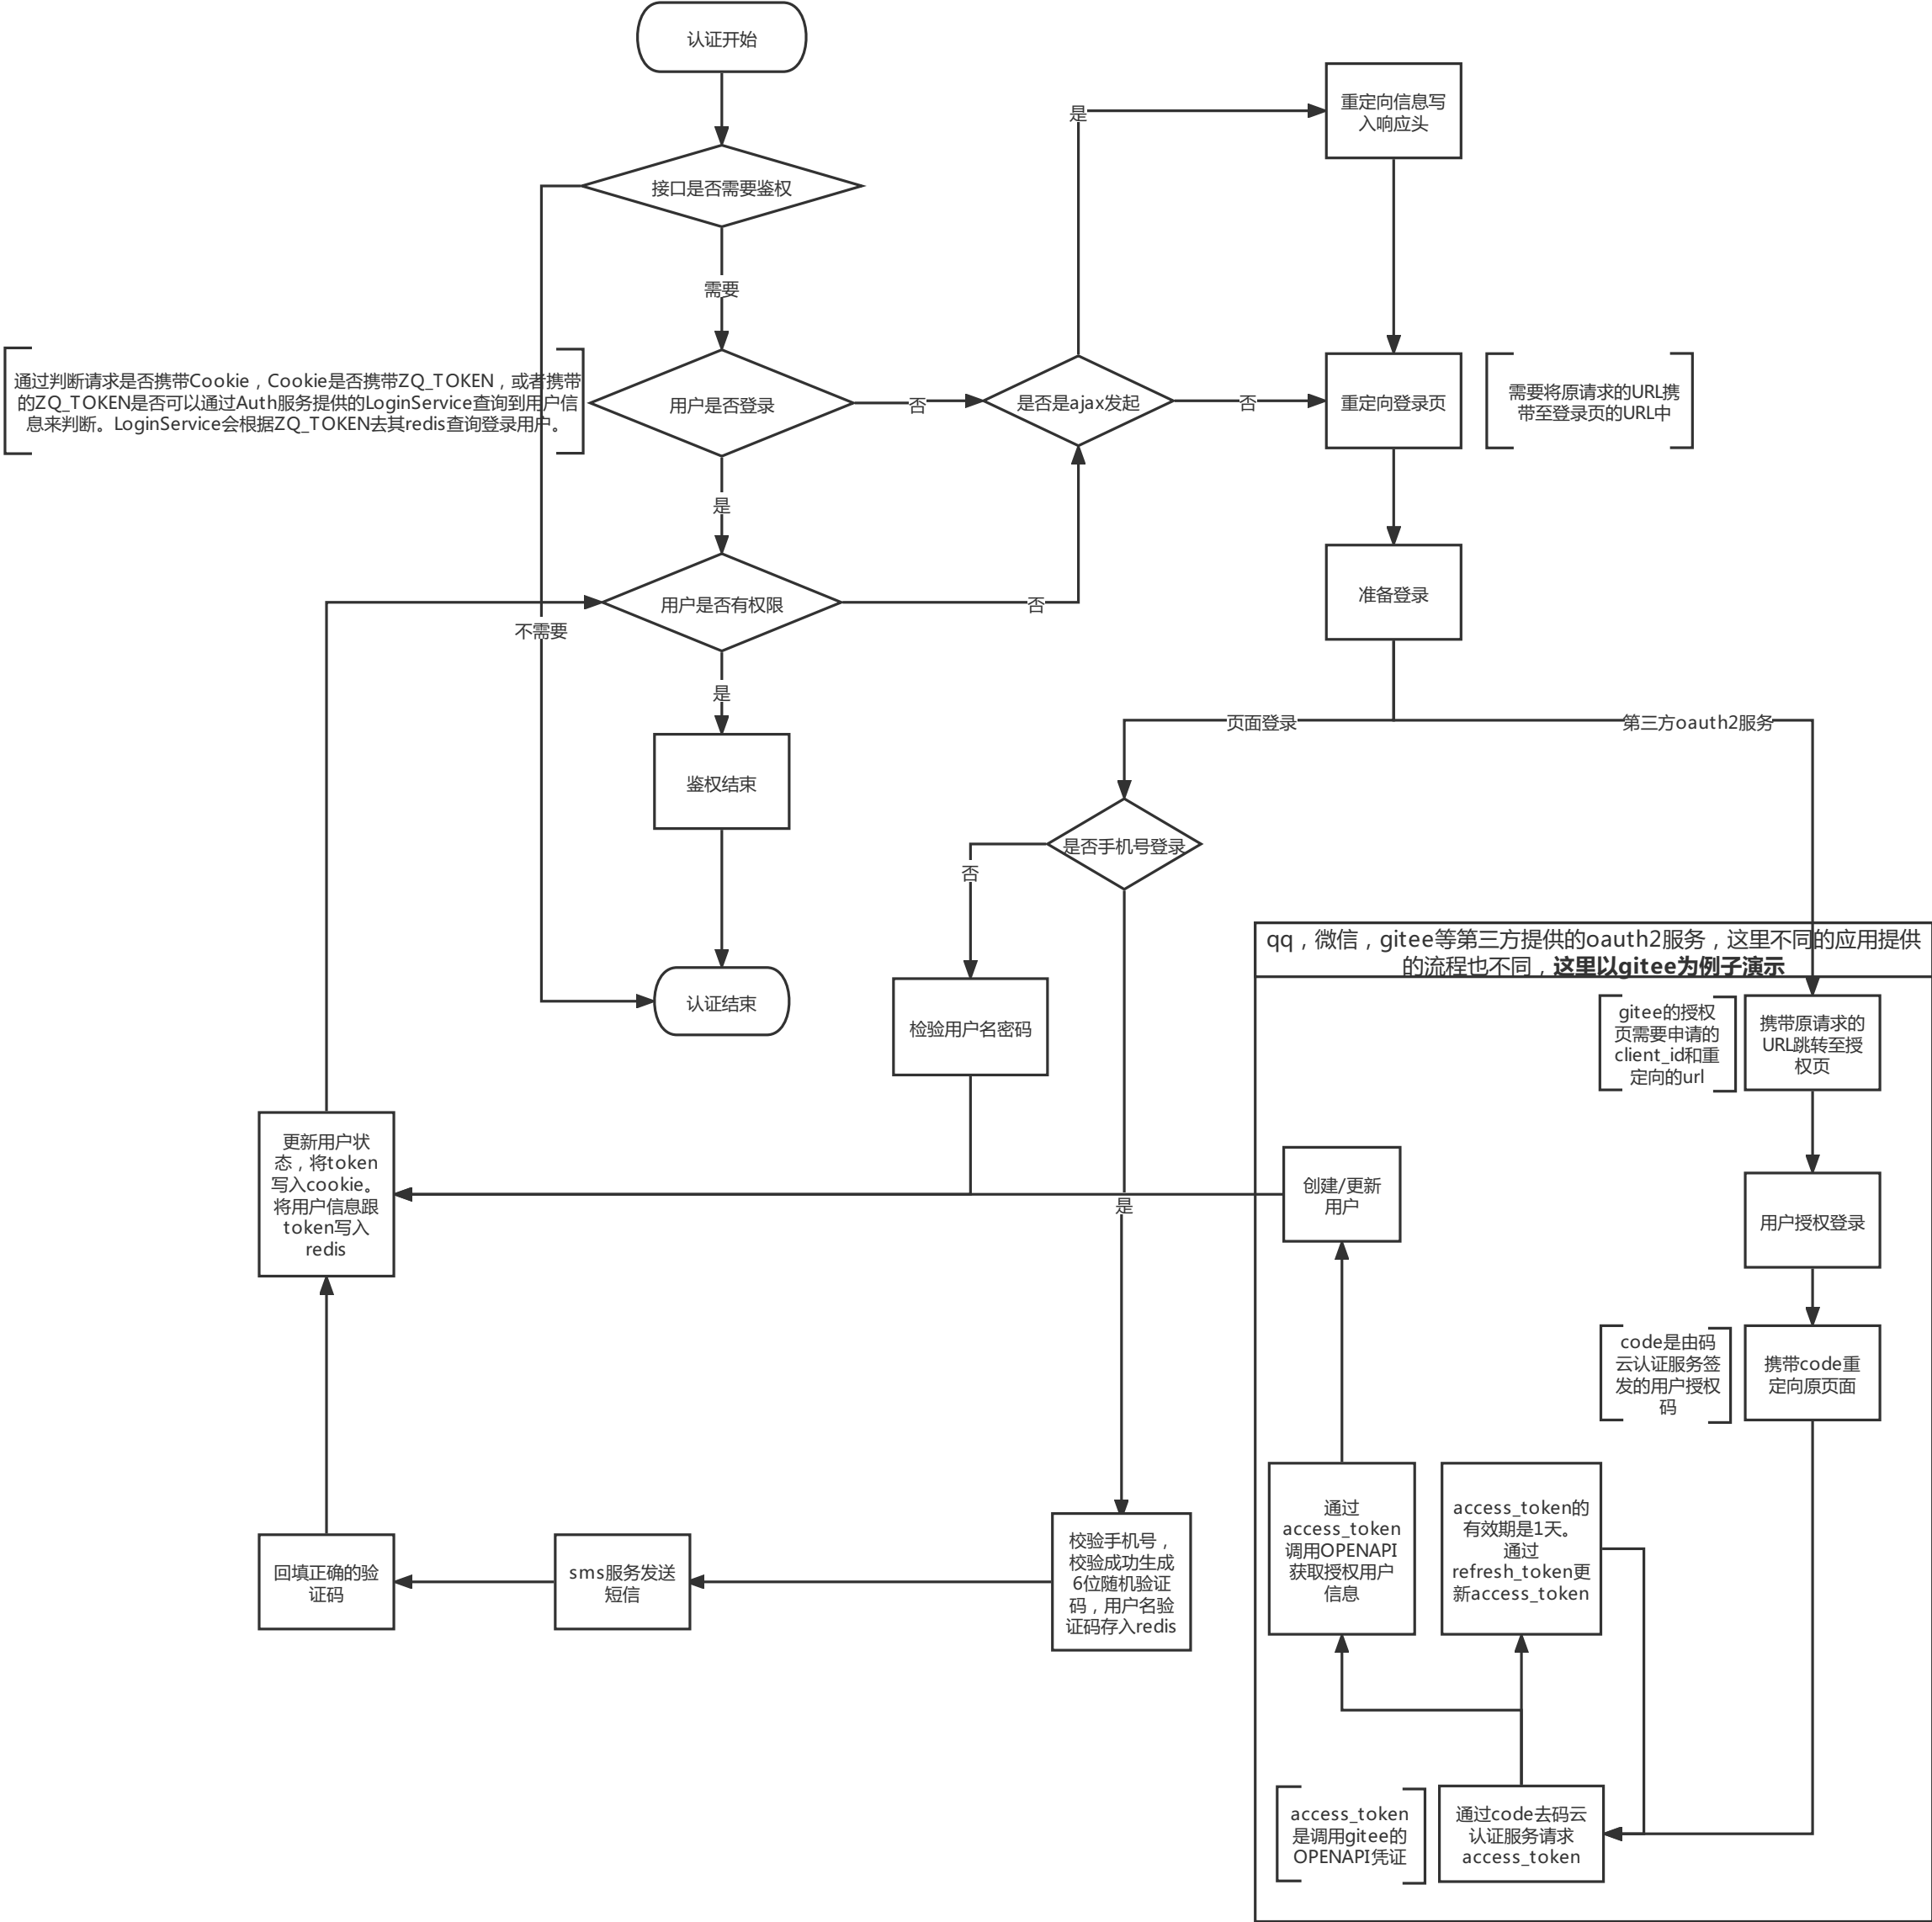 认证开始
是
重定向信息写
入响应头
接口是否需要鉴权
需要
通过判断请求是否携带Cookie，Cookie是否携带ZQ_TOKEN，或者携带
的ZQ_TOKEN是否可以通过Auth服务提供的LoginService查询到用户信
息来判断。LoginService会根据ZQ_TOKEN去其redis查询登录用户。
用户是否登录
否
是否是ajax发起
否
重定向登录页
需要将原请求的URL携
带至登录页的URL中
是
用户是否有权限
否
准备登录
不需要
是
页面登录
第三方oauth2服务
鉴权结束
是否手机号登录
否
qq，微信，gitee等第三方提供的oauth2服务，这里不同的应用提供
的流程也不同，这里以gitee为例子演示
认证结束
检验用户名密码
gitee的授权
页需要申请的
client_id和重
定向的url
携带原请求的
URL跳转至授
权页
更新用户状
态，将token
写入cookie。
将用户信息跟
token写入
redis
是
创建/更新
用户
用户授权登录
code是由码
云认证服务签
发的用户授权
码
携带code重
定向原页面
回填正确的验
证码
sms服务发送
短信
校验手机号，
校验成功生成
6位随机验证
码，用户名验
证码存入redis
通过
access_token
调用OPENAPI
获取授权用户
信息
access_token的
有效期是1天。
通过
refresh_token更
新access_token
access_token
是调用gitee的
OPENAPI凭证
通过code去码云
认证服务请求
access_token